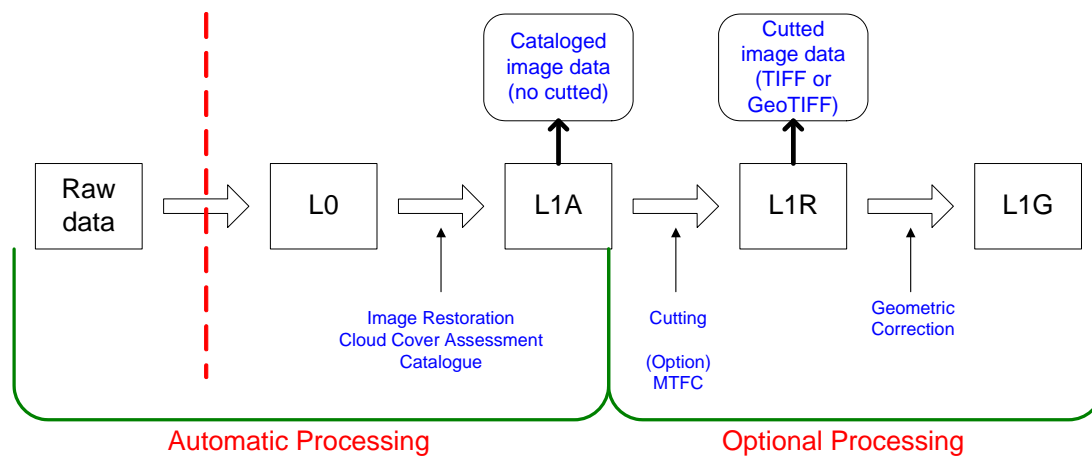 Cataloged
image data
(no cutted)
Cutted
image data
(TIFF or
GeoTIFF)
Raw
data
L0
L1A
L1R
L1G
Image Restoration
Cloud Cover Assessment
Catalogue
Cutting
(Option)
MTFC
Geometric
Correction
Automatic Processing
Optional Processing